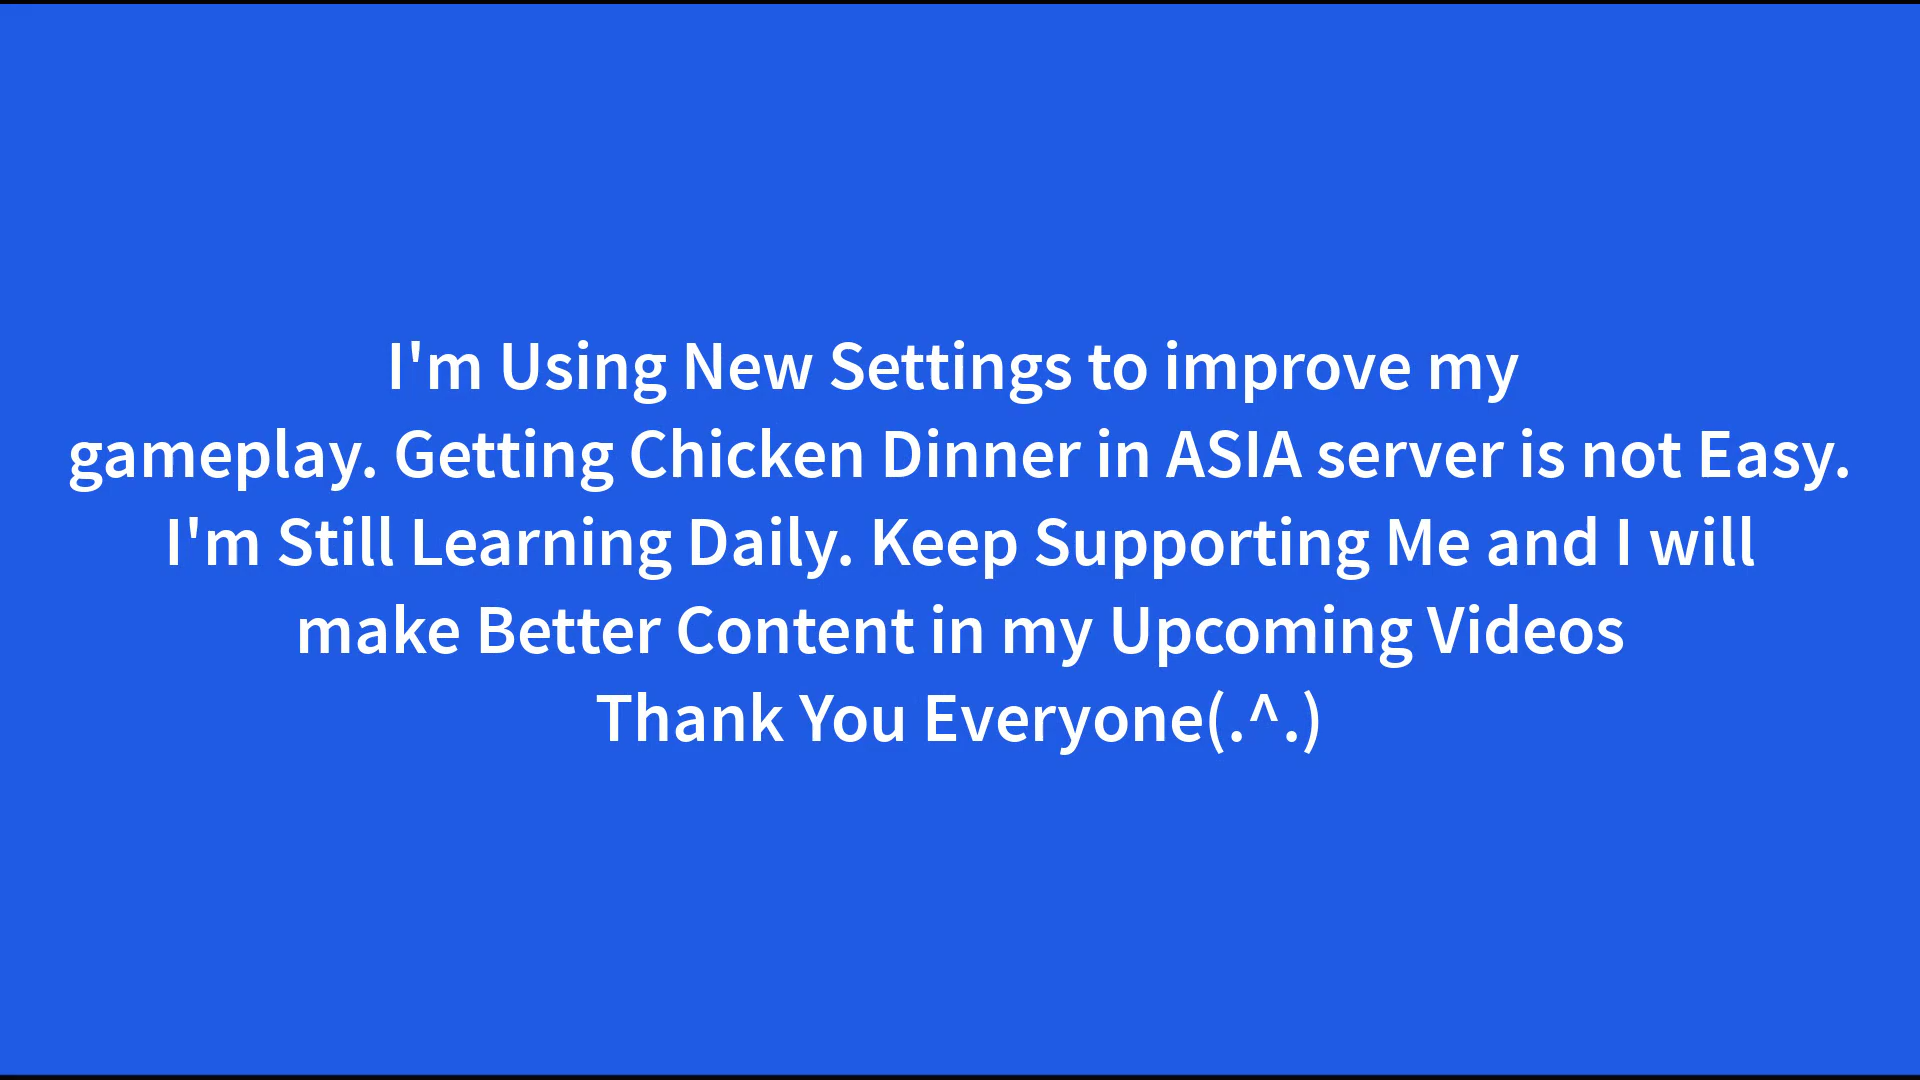 I'm Using New Settings to improve my
gameplay. Getting Chicken Dinner in ASIA server is not Easy.
I'm Still Learning Daily. Keep Supporting Me and I will
make Better Content in my Upcoming Videos
Thank You Everyone(.^.)